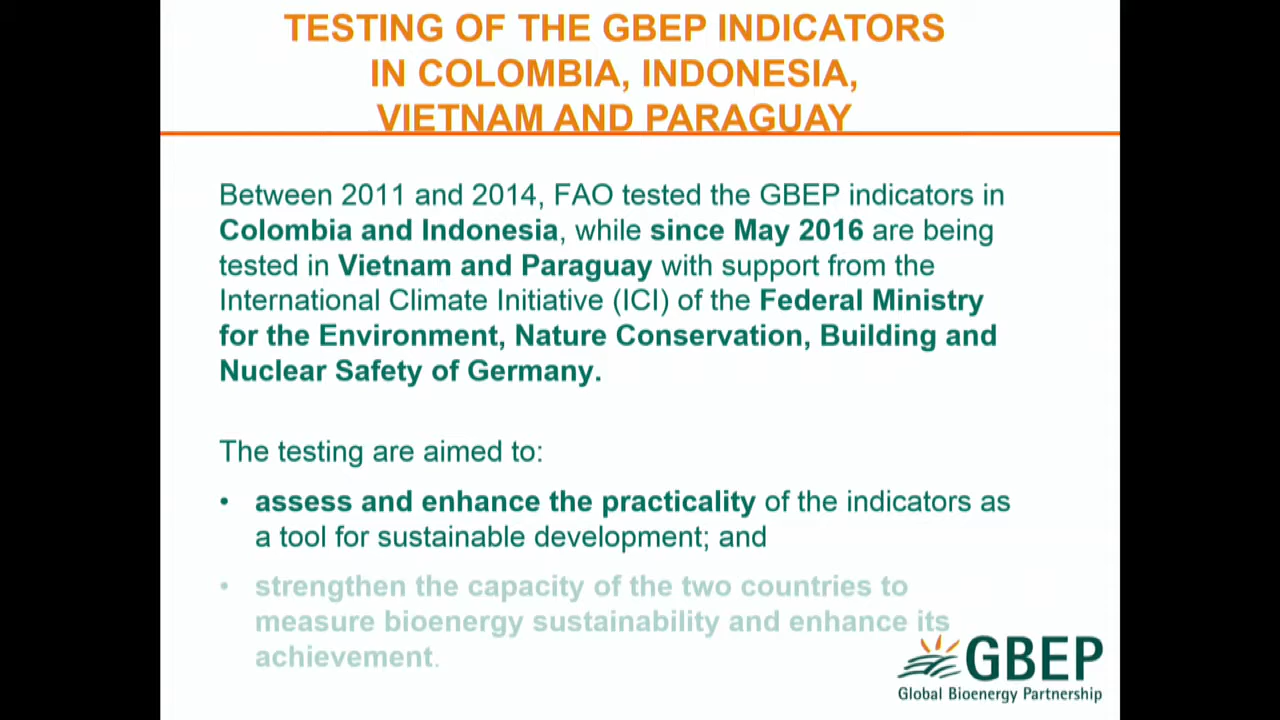 TESTING OF THE GBEP INDICATORS
IN COLOMBIA, INDONESIA,
VIETNAM AND PARAGUAY
Between 2011 and 2014, FAO tested the GBEP indicators in
Colombia and Indonesia, while since May 2016 are being
tested in Vietnam and Paraguay with support from the
International Climate Initiative (ICI) of the Federal Ministry
for the Environment, Nature Conservation, Building and
Nuclear Safety of Germany.
The testing are aimed to:
• assess and enhance the practicality of the indicators as
a tool for sustainable development; and
• strengthen the capacity of the two countries to
measure bioenergy sustainability and enhance its
achievement.
GBEP
Global Bioenergy Partnership